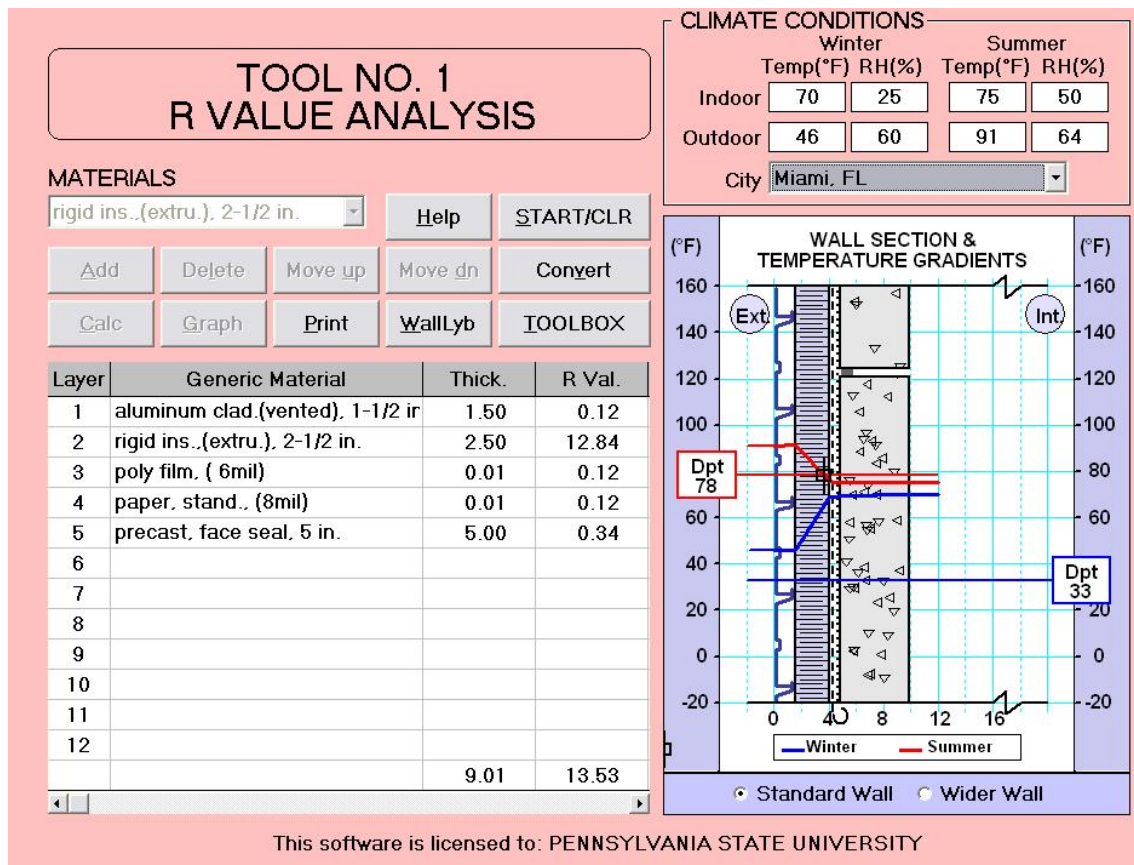 TOOL NO. 1
R VALUE ANALYSIS
MATERIALS
rigid ins.,(extru.), 2-1/2 in.
Help
START/CLR
Add
Delete
Move up
Move dn
Convert
Calc
Graph
Print
WallLyb
TOOLBOX
Layer Generic Material Thick. R Val.
1 aluminum clad.(vented), 1-1/2 ir 1.50 0.12
2 rigid ins.,(extru.), 2-1/2 in. 2.50 12.84
3 poly film, ( 6mil) 0.01 0.12
4 paper, stand., (8mil) 0.01 0.12
5 precast, face seal, 5 in. 5.00 0.34
6
7
8
9
10
11
12
9.01 13.53
CLIMATE CONDITIONS
Winter Summer
Temp(°F) RH(%) Temp(°F) RH(%)
Indoor 70 25 75 50
Outdoor 46 60 91 64
City Miami, FL
(°F) WALL SECTION & (°F)
TEMPERATURE GRADIENTS
160 160
Ext. Int.
140 140
120 120
100 100
Dpt 80
78
60 60
40 40
Dpt
33
20 20
0 0
-20 -20
0 4 8 12 16
Winter Summer
Standard Wall Wider Wall
This software is licensed to: PENNSYLVANIA STATE UNIVERSITY